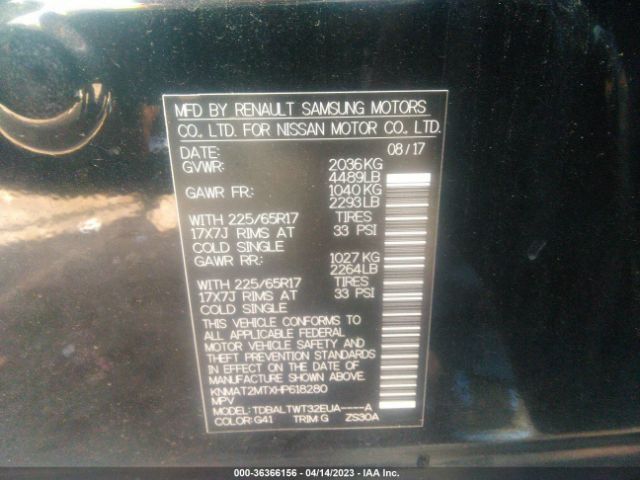 MFD BY RENAULT SAMSUNG MOTORS
CO., LTD. FOR NISSAN MOTOR CO., LTD.
DATE: 08/17
GVWR: 2036KG
4489LB
GAWR FR.: 1040 KG
2293LB
WITH 225/65R17 TIRES
17X7J RIMS AT 33 PSI
COLD SINGLE
GAWR RR.: 1027 KG
2264LB
WITH 225/65R17 TIRES
17X7J RIMS AT 33 PSI
COLD SINGLE
THIS VEHICLE CONFORMS TO
ALL APPLICABLE FEDERAL
MOTOR VEHICLE SAFETY AND
THEFT PREVENTION STANDARDS
IN EFFECT ON THE DATE OF
MANUFACTURE SHOWN ABOVE.
KNMAT2MTXHP618280
MPV
MODEL: TDBALTWT32EUA----A
COLOR: G41 TRIM: G ZS30A
000-36366156 - 04/14/2023 - IAA Inc.